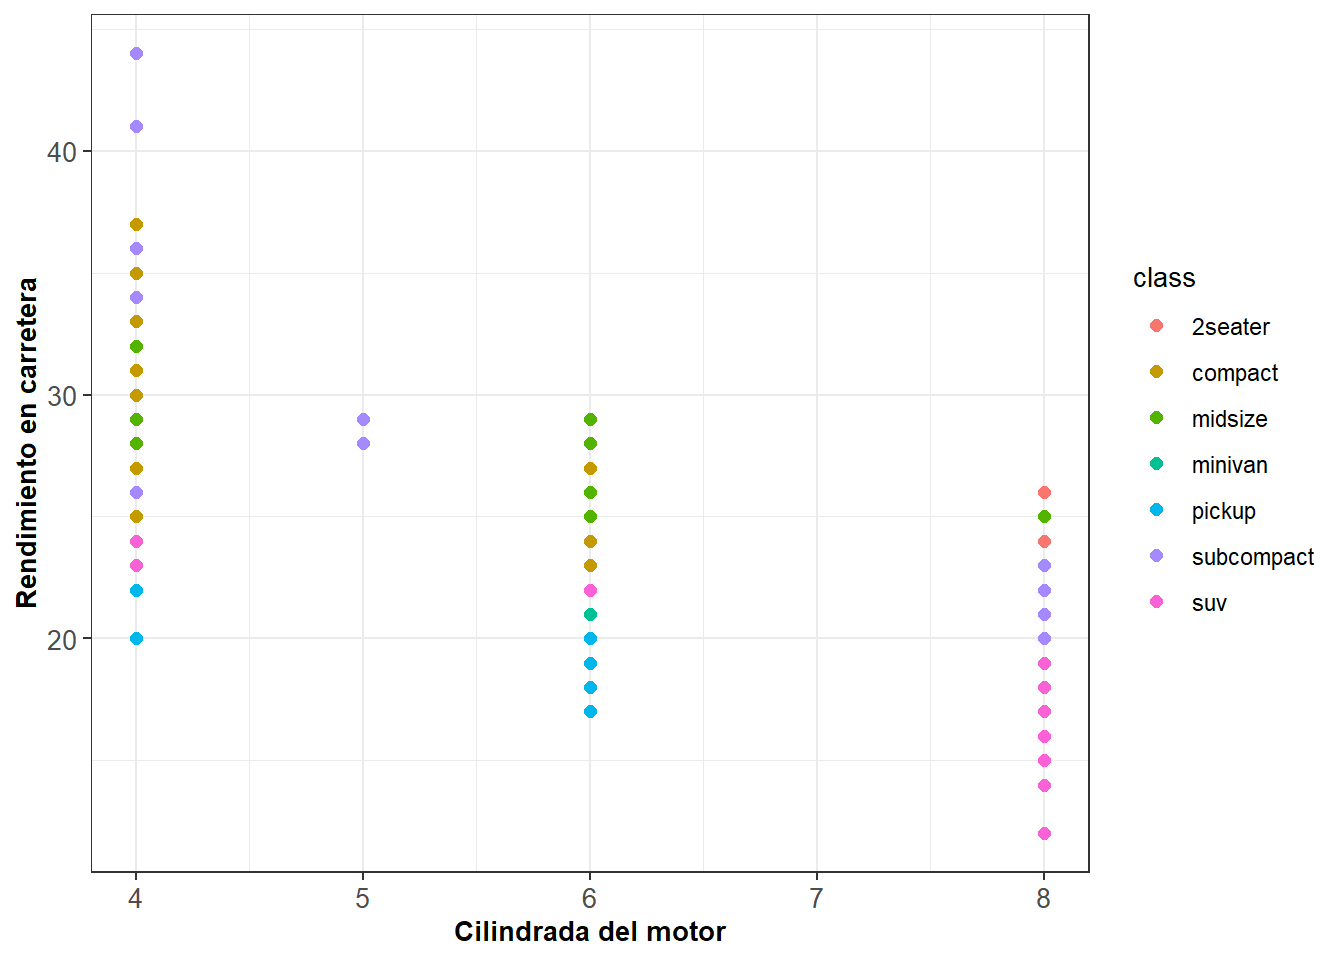 Rendimiento en carretera
40
30
20
4 5 6 7 8
Cilindrada del motor
class
2seater
compact
midsize
minivan
pickup
subcompact
suv